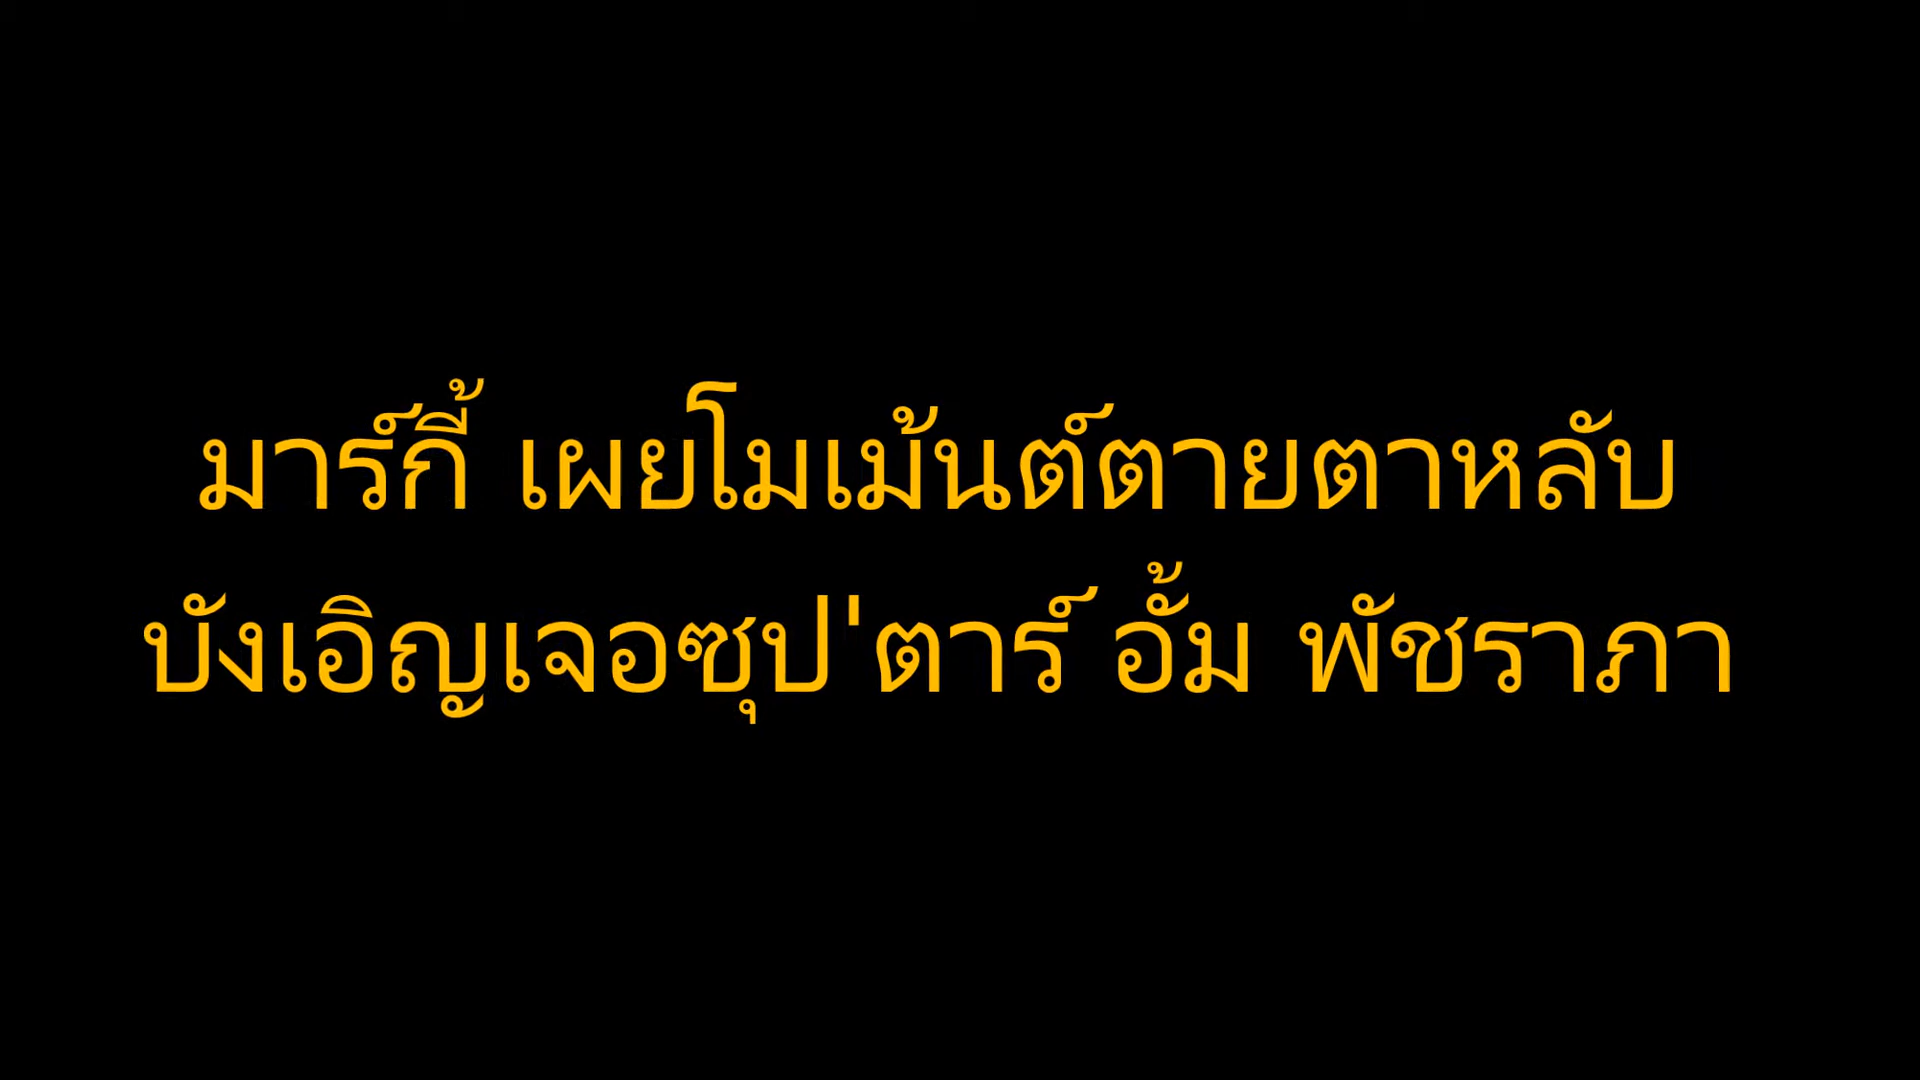 มาร์กี้ เผยโมเม้นต์ตายตาหลับ
บังเอิญเจอซุป'ตาร์ อั้ม พัชราภา